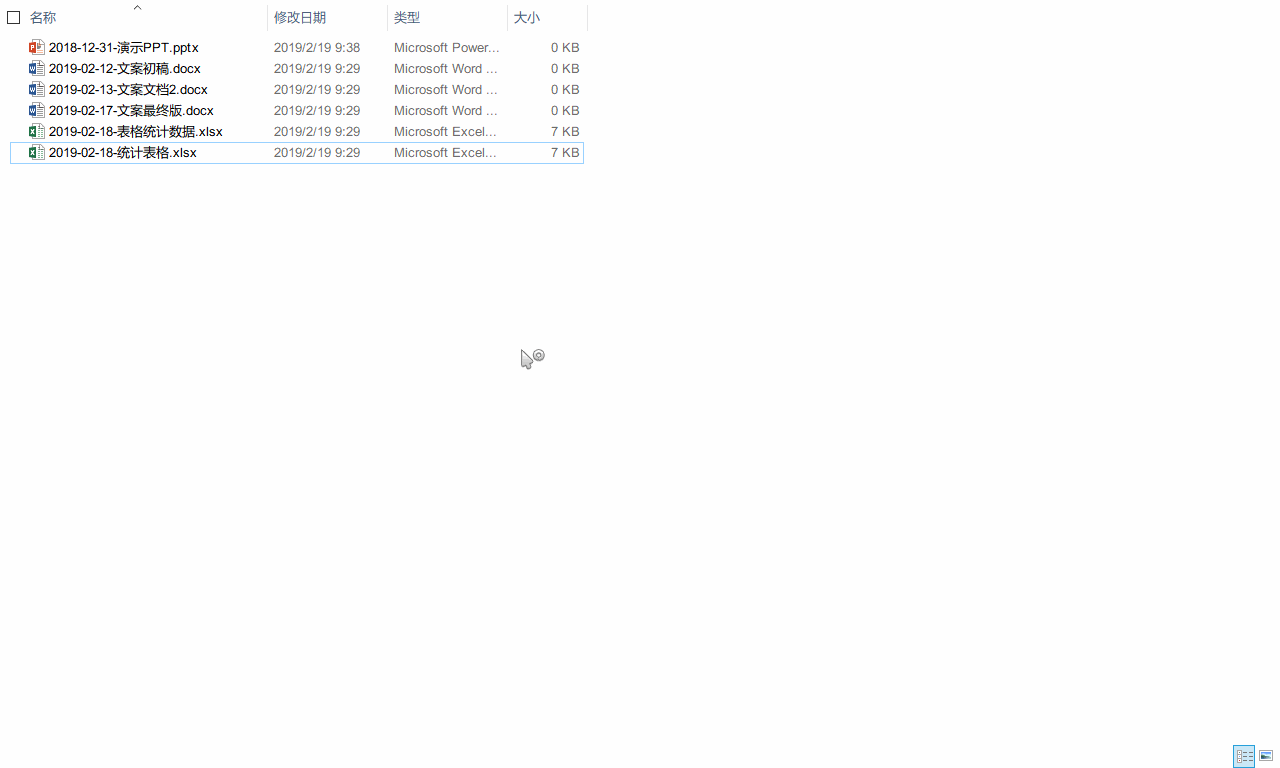 名称 修改日期 类型 大小
2018-12-31-演示PPT.pptx 2019/2/19 9:38 Microsoft Power... 0 KB
2019-02-12-文案初稿.docx 2019/2/19 9:29 Microsoft Word ... 0 KB
2019-02-13-文案文档2.docx 2019/2/19 9:29 Microsoft Word ... 0 KB
2019-02-17-文案最终版.docx 2019/2/19 9:29 Microsoft Word ... 0 KB
2019-02-18-表格统计数据.xlsx 2019/2/19 9:29 Microsoft Excel... 7 KB
2019-02-18-统计表格.xlsx 2019/2/19 9:29 Microsoft Excel... 7 KB